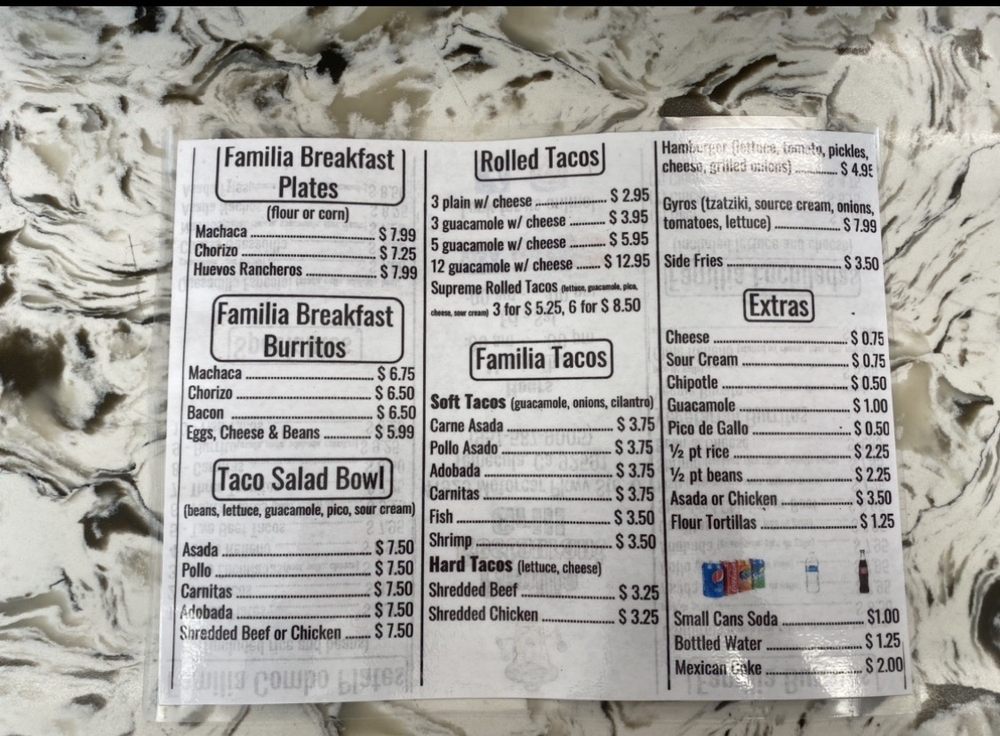 Familia Breakfast
Plates
(flour or corn)
Machaca ........ $ 7.99
Chorizo ........ $ 7.25
Huevos Rancheros ........ $ 7.99
Familia Breakfast
Burritos
Machaca ........ $ 6.75
Chorizo ........ $ 6.50
Bacon ........ $ 6.50
Eggs, Cheese & Beans ........ $ 5.99
Taco Salad Bowl
(beans, lettuce, guacamole, pico, sour cream)
Asada ........ $ 7.50
Pollo ........ $ 7.50
Carnitas ........ $ 7.50
Adobada ........ $ 7.50
Shredded Beef or Chicken ...... $ 7.50
Rolled Tacos
3 plain w/ cheese ........ $ 2.95
3 guacamole w/ cheese ........ $ 3.95
5 guacamole w/ cheese ........ $ 5.95
12 guacamole w/ cheese ...... $ 12.95
Supreme Rolled Tacos (lettuce, guacamole, pico,
cheese, sour cream) 3 for $ 5.25, 6 for $ 8.50
Familia Tacos
Soft Tacos (guacamole, onions, cilantro)
Carne Asada ........ $ 3.75
Pollo Asado ........ $ 3.75
Adobada ........ $ 3.75
Carnitas ........ $ 3.75
Fish ........ $ 3.50
Shrimp ........ $ 3.50
Hard Tacos (lettuce, cheese)
Shredded Beef ........ $ 3.25
Shredded Chicken ........ $ 3.25
Hamburger (lettuce, tomato, pickles,
cheese, grilled onions) ........ $ 4.95
Gyros (tzatziki, source cream, onions,
tomatoes, lettuce) ........ $ 7.99
Side Fries ........ $ 3.50
Extras
Cheese ........ $ 0.75
Sour Cream ........ $ 0.75
Chipotle ........ $ 0.50
Guacamole ........ $ 1.00
Pico de Gallo ........ $ 0.50
½ pt rice ........ $ 2.25
½ pt beans ........ $ 2.25
Asada or Chicken ........ $ 3.50
Flour Tortillas ........ $ 1.25
Small Cans Soda ........ $1.00
Bottled Water ........ $ 1.25
Mexican Coke ........ $ 2.00